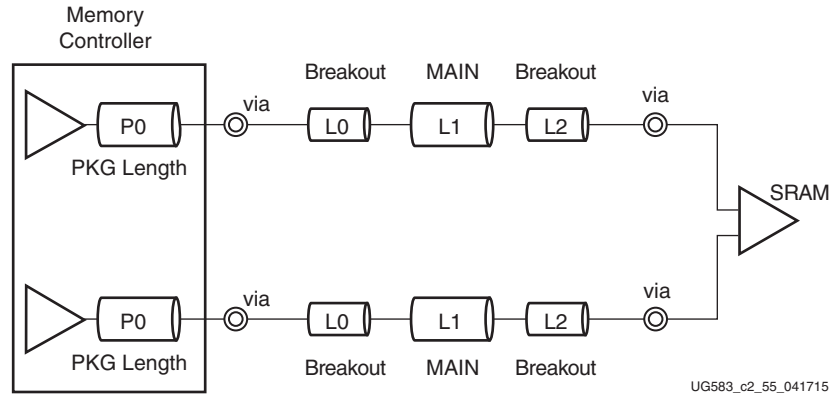 Memory
Controller
Breakout MAIN Breakout
via via
P0 L0 L1 L2
PKG Length
SRAM
via via
P0 L0 L1 L2
PKG Length
Breakout MAIN Breakout
UG583_c2_55_041715